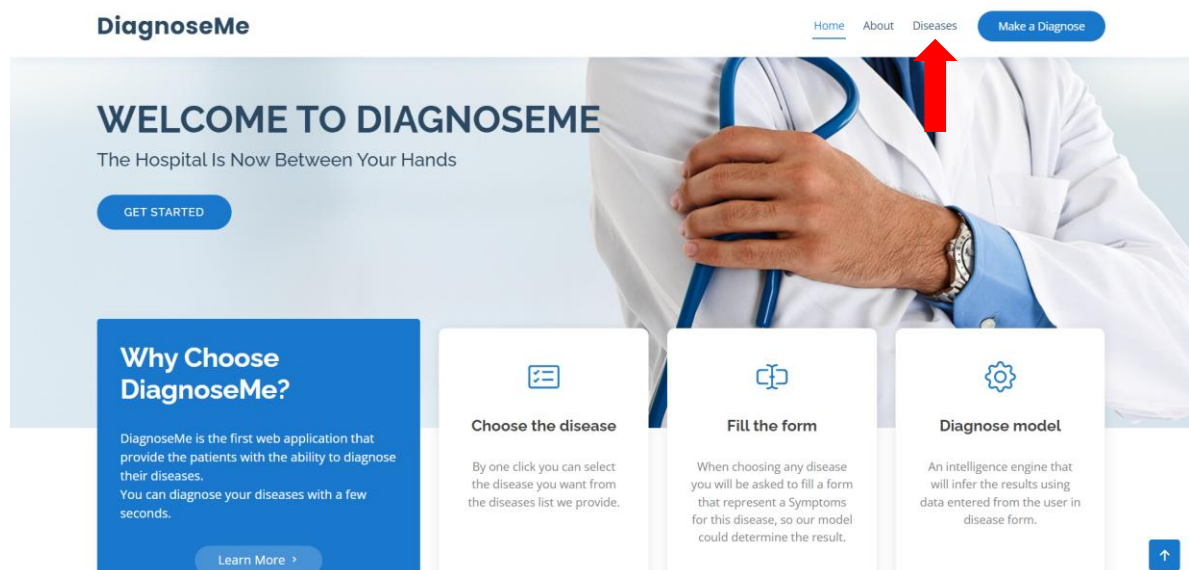 DiagnoseMe
Home About Diseases Make a Diagnose
WELCOME TO DIAGNOSEME
The Hospital Is Now Between Your Hands
GET STARTED
Why Choose
DiagnoseMe?
DiagnoseMe is the first web application that
provide the patients with the ability to diagnose
their diseases.
You can diagnose your diseases with a few
seconds.
Learn More
Choose the disease
By one click you can select
the disease you want from
the diseases list we provide.
Fill the form
When choosing any disease
you will be asked to fill a form
that represent a Symptoms
for this disease, so our model
could determine the result.
Diagnose model
An intelligence engine that
will infer the results using
data entered from the user in
disease form.